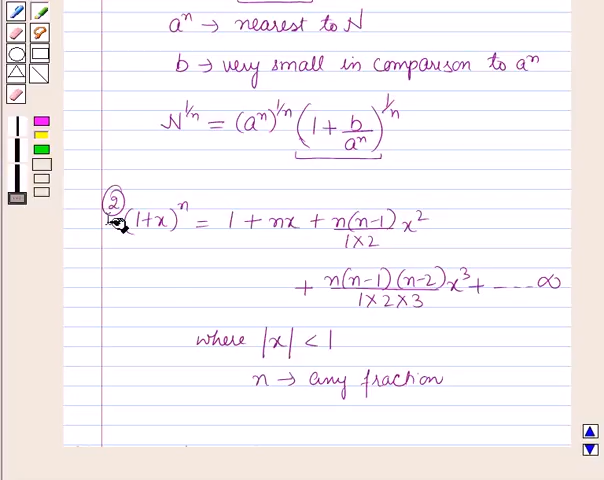 aⁿ → nearest to N
b → very small in comparison to aⁿ
N^{1/n} = (aⁿ)^{1/n} (1 + b/aⁿ)^{1/n}
② (1+x)ⁿ = 1 + nx + n(n-1)/1×2 x²
+ n(n-1)(n-2)/1×2×3 x³ + ---- ∞
where |x| < 1
n → any fraction